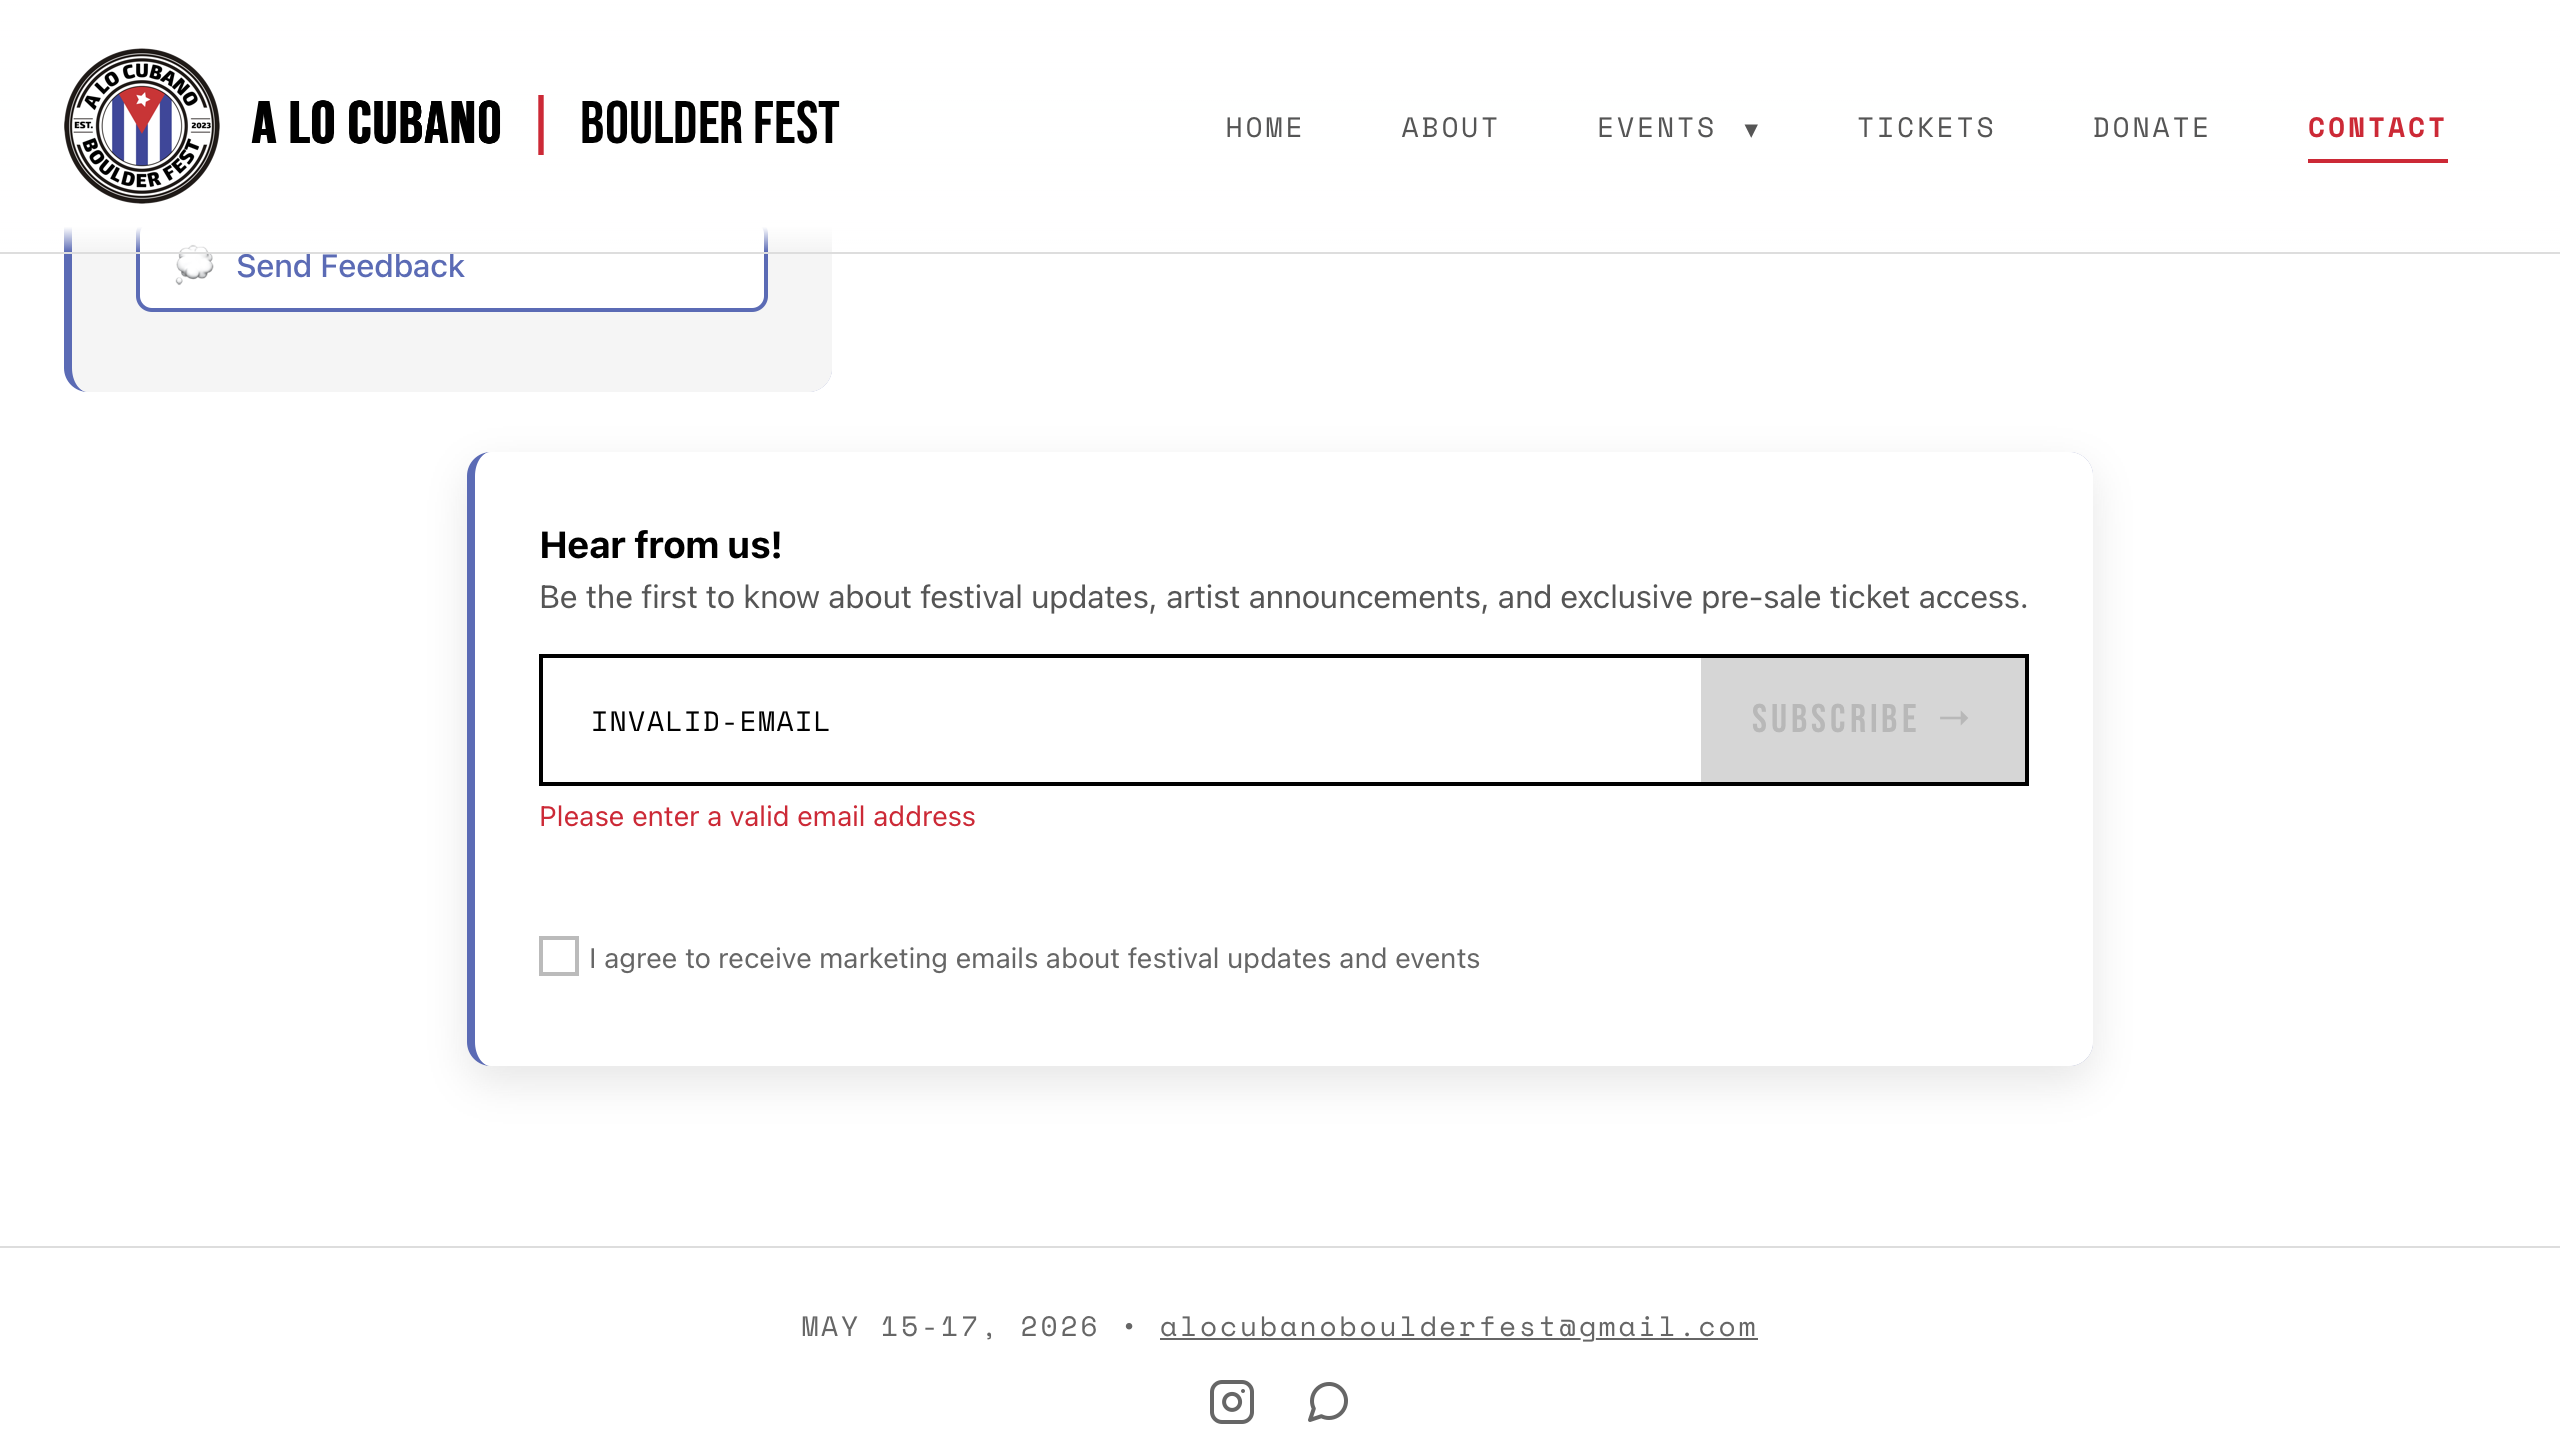 A LO CUBANO
EST. 2023
BOULDER FEST
A LO CUBANO | BOULDER FEST
HOME ABOUT EVENTS ▼ TICKETS DONATE CONTACT
Send Feedback
Hear from us!
Be the first to know about festival updates, artist announcements, and exclusive pre-sale ticket access.
INVALID-EMAIL SUBSCRIBE →
Please enter a valid email address
I agree to receive marketing emails about festival updates and events
MAY 15-17, 2026 • alocubanoboulderfest@gmail.com